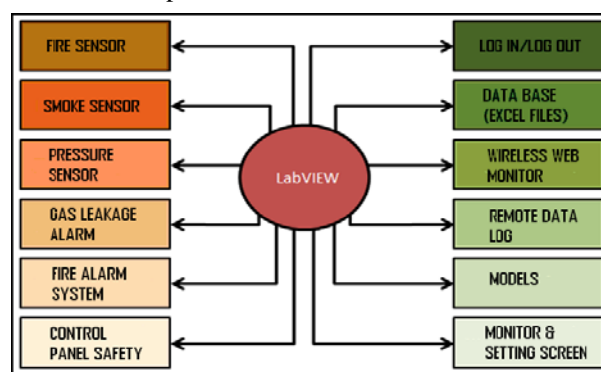 FIRE SENSOR
SMOKE SENSOR
PRESSURE
SENSOR
GAS LEAKAGE
ALARM
FIRE ALARM
SYSTEM
CONTROL
PANEL SAFETY
LabVIEW
LOG IN/LOG OUT
DATA BASE
(EXCEL FILES)
WIRELESS WEB
MONITOR
REMOTE DATA
LOG
MODELS
MONITOR &
SETTING SCREEN